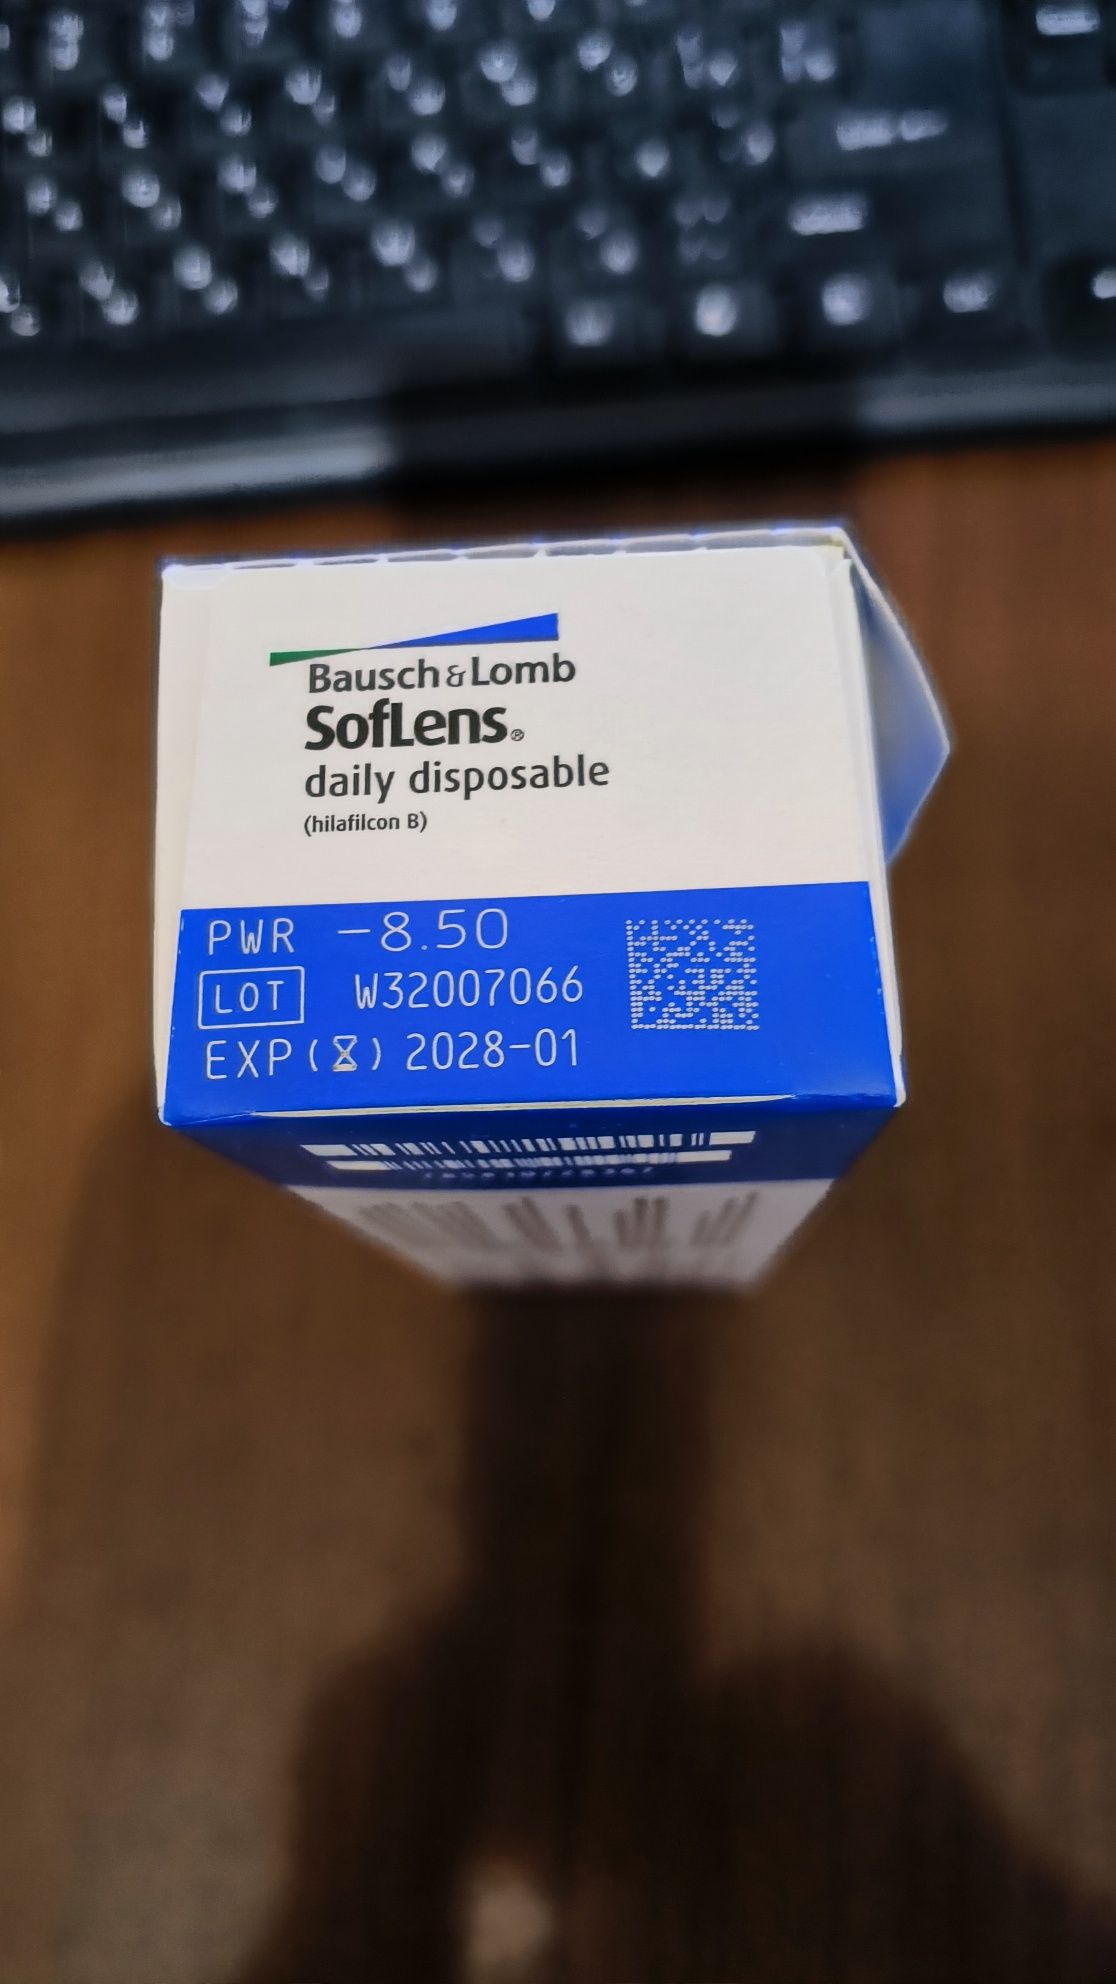 Bausch & Lomb
SofLens®
daily disposable
(hilafilcon B)
PWR -8.50
LOT W32007066
EXP (⌛) 2028-01